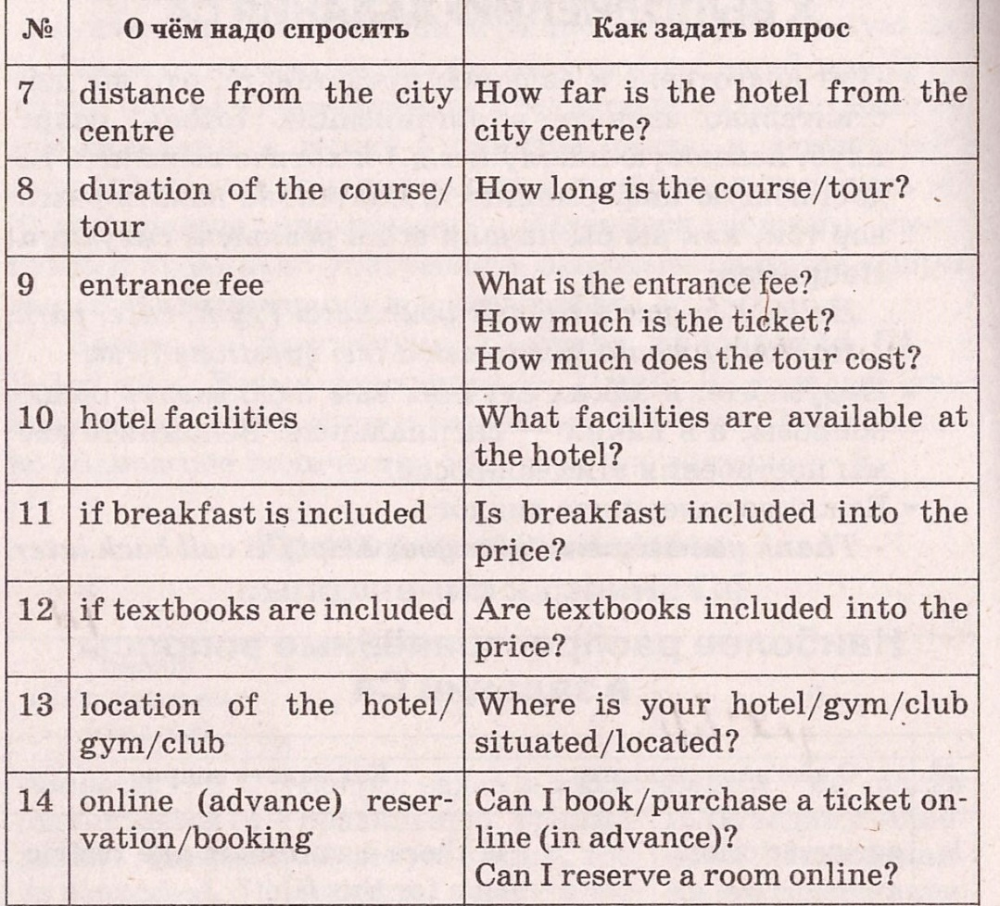 № О чём надо спросить Как задать вопрос
7 distance from the city How far is the hotel from the
centre city centre?
8 duration of the course/ How long is the course/tour?
tour
9 entrance fee What is the entrance fee?
How much is the ticket?
How much does the tour cost?
10 hotel facilities What facilities are available at
the hotel?
11 if breakfast is included Is breakfast included into the
price?
12 if textbooks are included Are textbooks included into the
price?
13 location of the hotel/ Where is your hotel/gym/club
gym/club situated/located?
14 online (advance) reser- Can I book/purchase a ticket on-
vation/booking line (in advance)?
Can I reserve a room online?